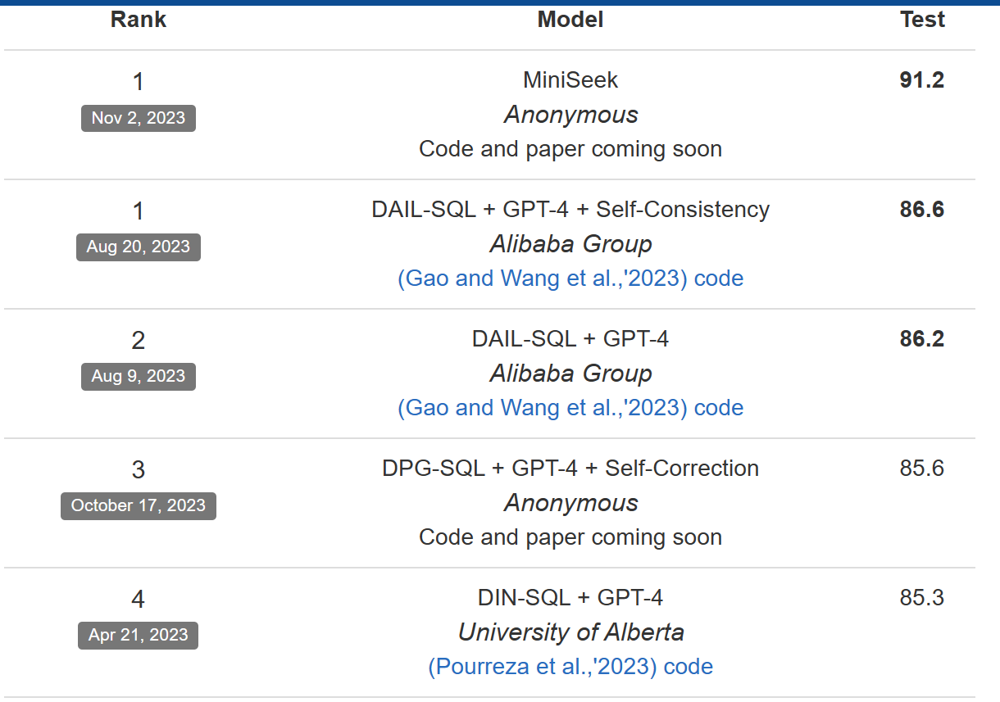 Rank Model Test
1 MiniSeek 91.2
Nov 2, 2023 Anonymous
Code and paper coming soon
1 DAIL-SQL + GPT-4 + Self-Consistency 86.6
Aug 20, 2023 Alibaba Group
(Gao and Wang et al.,'2023) code
2 DAIL-SQL + GPT-4 86.2
Aug 9, 2023 Alibaba Group
(Gao and Wang et al.,'2023) code
3 DPG-SQL + GPT-4 + Self-Correction 85.6
October 17, 2023 Anonymous
Code and paper coming soon
4 DIN-SQL + GPT-4 85.3
Apr 21, 2023 University of Alberta
(Pourreza et al.,'2023) code